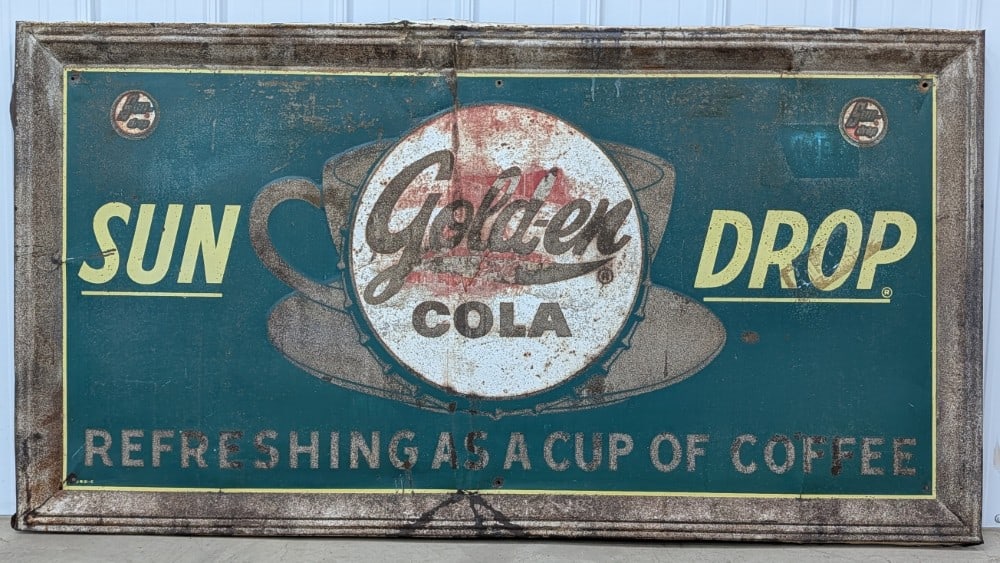 SUN
Gold-en ®
COLA
DROP ®
REFRESHING AS A CUP OF COFFEE